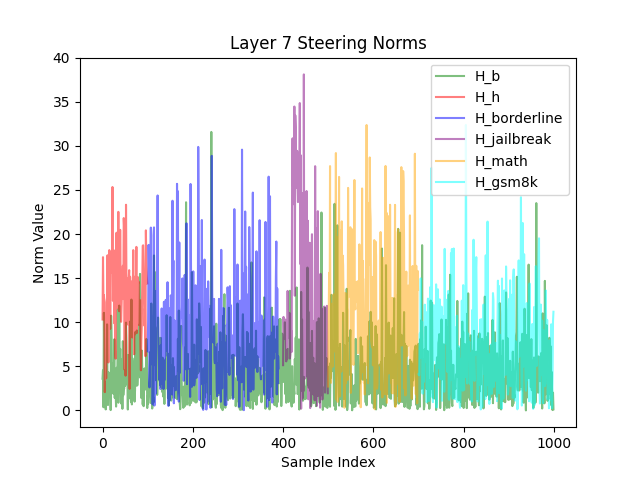 Layer 7 Steering Norms
Norm Value
40
35
30
25
20
15
10
5
0
H_b
H_h
H_borderline
H_jailbreak
H_math
H_gsm8k
0
200
400
600
800
1000
Sample Index